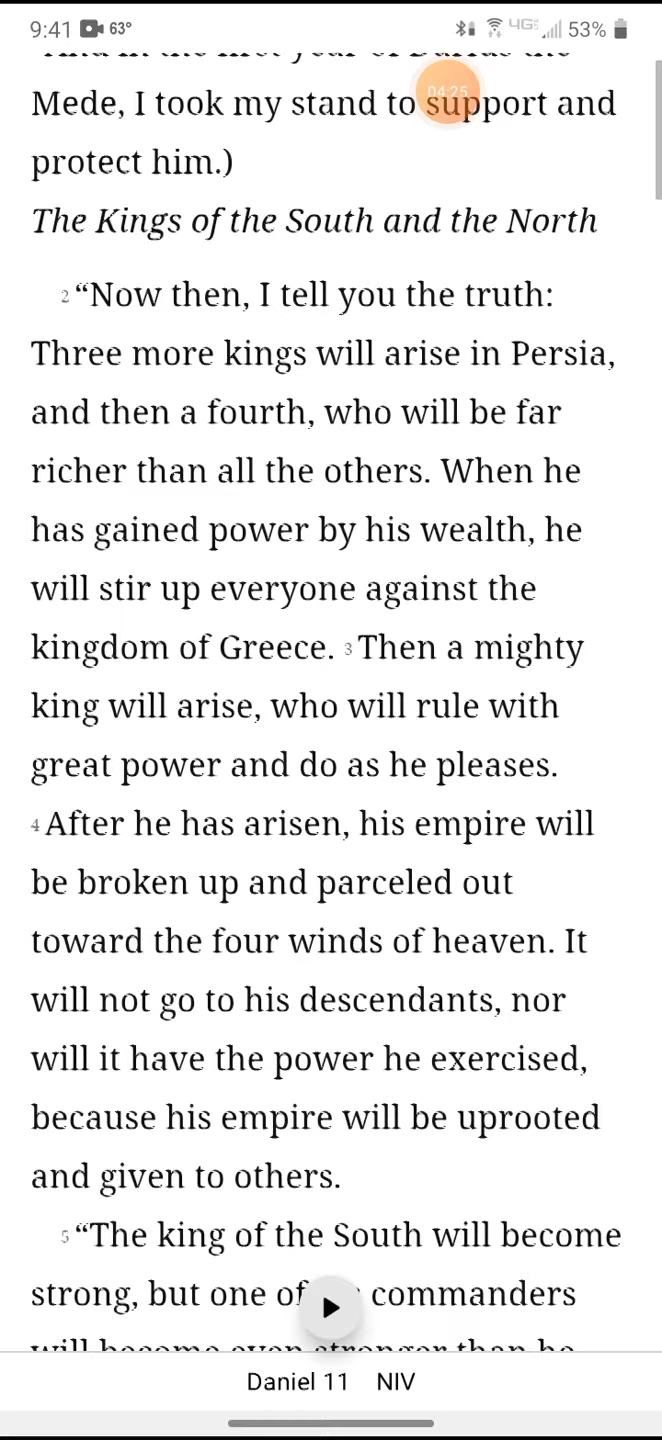 9:41 63° 4GE 53%
04:25
Mede, I took my stand to support and
protect him.)
The Kings of the South and the North
2 “Now then, I tell you the truth:
Three more kings will arise in Persia,
and then a fourth, who will be far
richer than all the others. When he
has gained power by his wealth, he
will stir up everyone against the
kingdom of Greece. 3 Then a mighty
king will arise, who will rule with
great power and do as he pleases.
4 After he has arisen, his empire will
be broken up and parceled out
toward the four winds of heaven. It
will not go to his descendants, nor
will it have the power he exercised,
because his empire will be uprooted
and given to others.
5 “The king of the South will become
strong, but one of commanders
Daniel 11 NIV